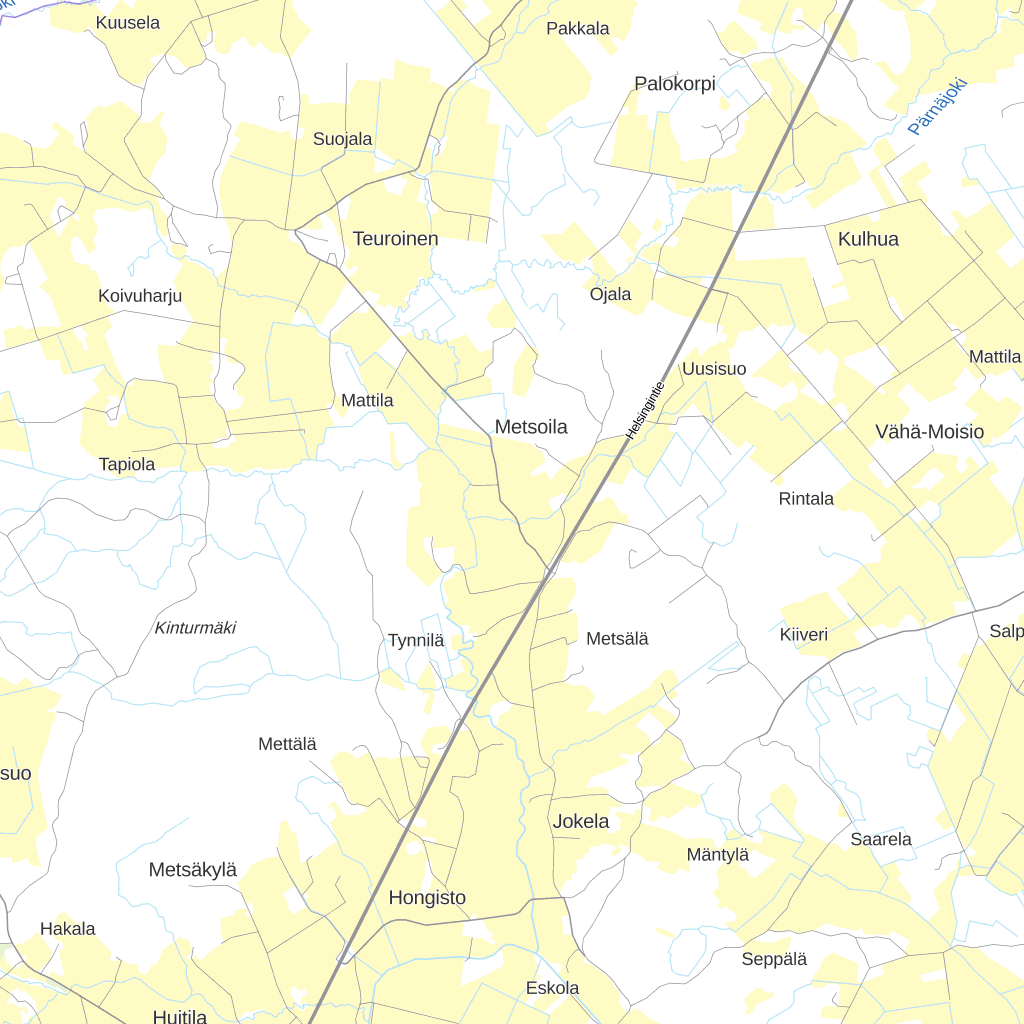 Kuusela
Pakkala
Palokorpi
Pärnäjoki
Suojala
Teuroinen
Kulhua
Koivuharju
Ojala
Mattila
Uusisuo
Mattila
Helsingintie
Metsoila
Vähä-Moisio
Tapiola
Rintala
Kinturmäki
Tynnilä
Metsälä
Kiiveri
Salp
Mettälä
suo
Jokela
Saarela
Mäntylä
Metsäkylä
Hongisto
Hakala
Seppälä
Eskola
Huitila